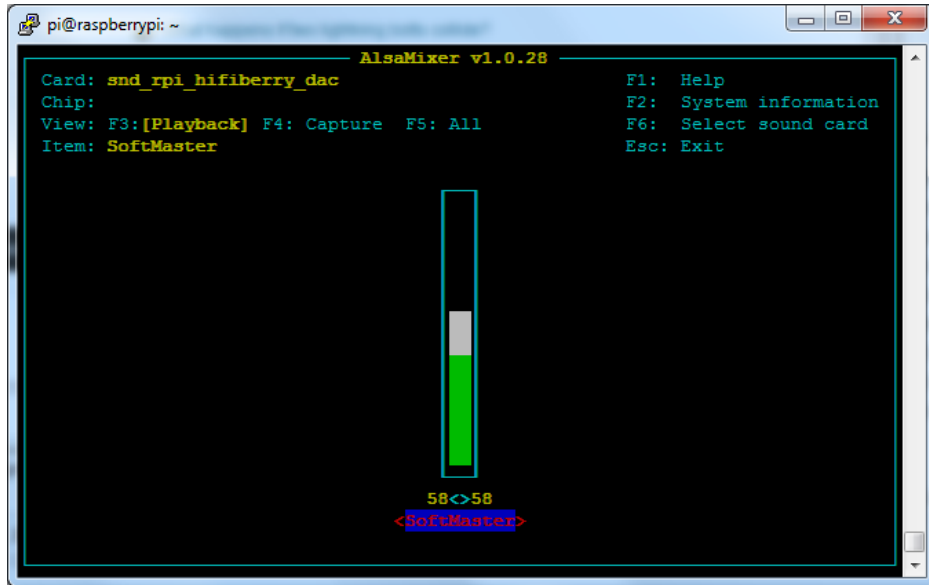 pi@raspberrypi: ~
AlsaMixer v1.0.28
Card: snd_rpi_hifiberry_dac F1: Help
Chip: F2: System information
View: F3:[Playback] F4: Capture F5: All F6: Select sound card
Item: SoftMaster Esc: Exit
58<>58
<SoftMaster>